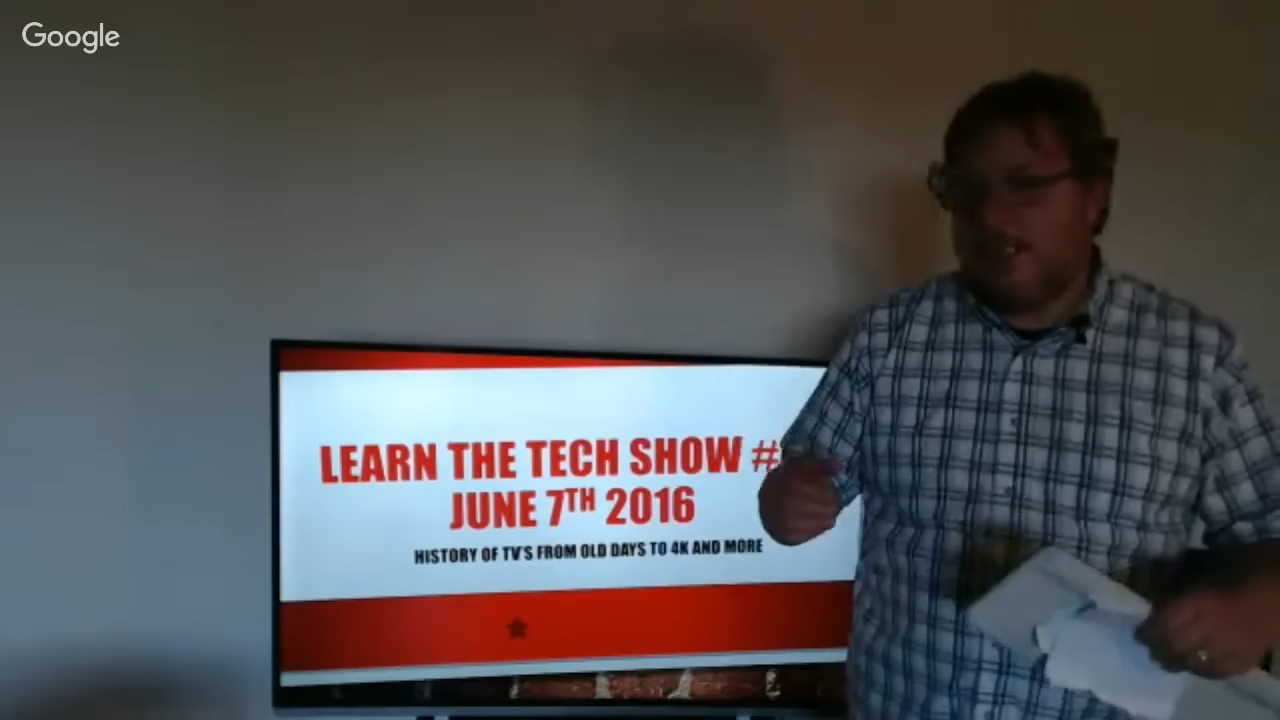 Google
LEARN THE TECH SHOW #
JUNE 7TH 2016
HISTORY OF TV'S FROM OLD DAYS TO 4K AND MORE